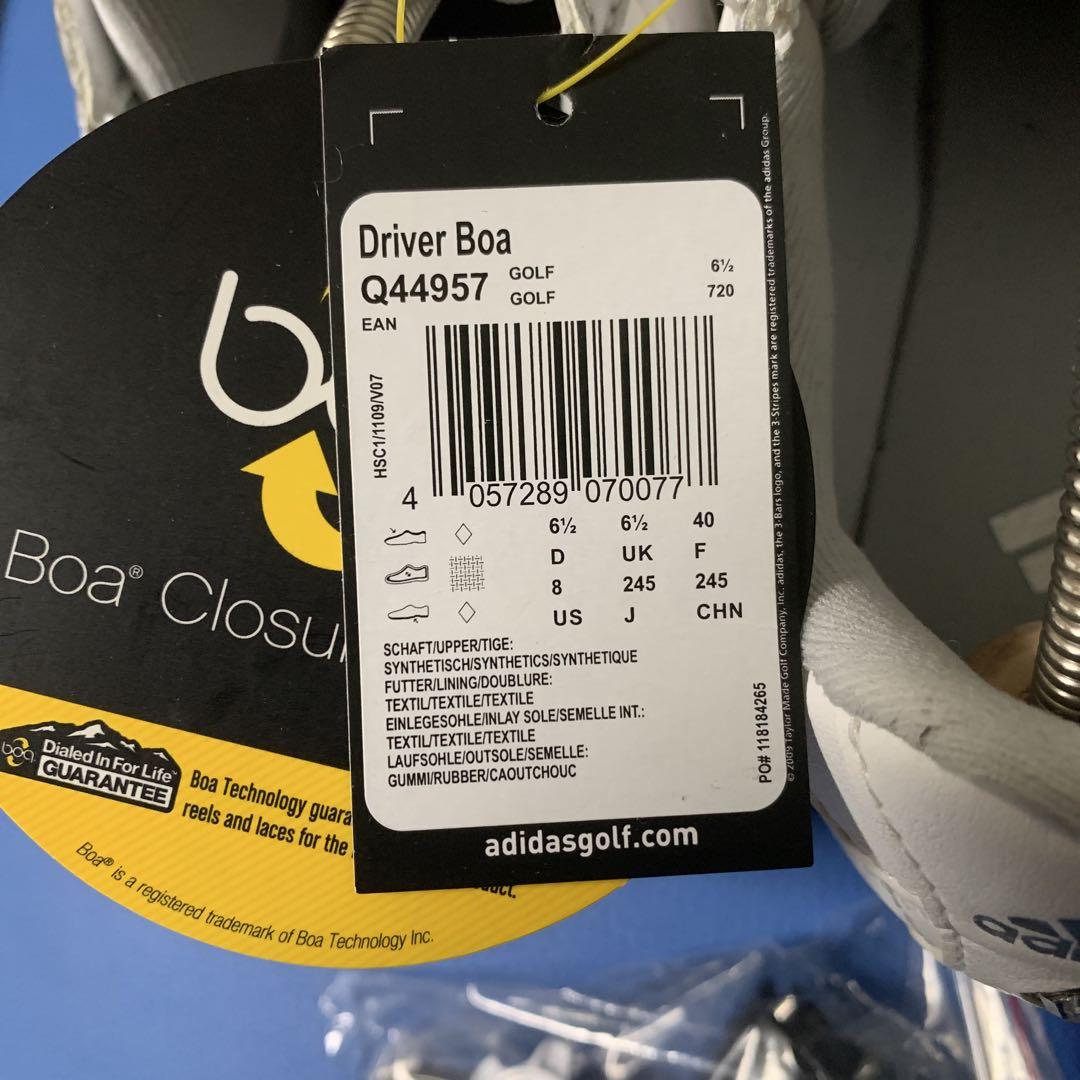 Driver Boa
Q44957 GOLF 6½
GOLF 720
EAN
HSC1/1109/V07
4 057289 070077
6½ 6½ 40
D UK F
8 245 245
US J CHN
SCHAFT/UPPER/TIGE:
SYNTHETISCH/SYNTHETICS/SYNTHETIQUE
FUTTER/LINING/DOUBLURE:
TEXTIL/TEXTILE/TEXTILE
EINLEGESOHLE/INLAY SOLE/SEMELLE INT.:
TEXTIL/TEXTILE/TEXTILE
LAUFSOHLE/OUTSOLE/SEMELLE:
GUMMI/RUBBER/CAOUTCHOUC
PO# 118184265
© 2009 Taylor Made Golf Company, Inc. adidas, the 3-Bars logo, and the 3-Stripes mark are registered trademarks of the adidas Group.
adidasgolf.com
Boa® Closu
boa
Dialed In For Life™
GUARANTEE
Boa Technology guara
reels and laces for the
Boa® is a registered trademark of Boa Technology Inc.